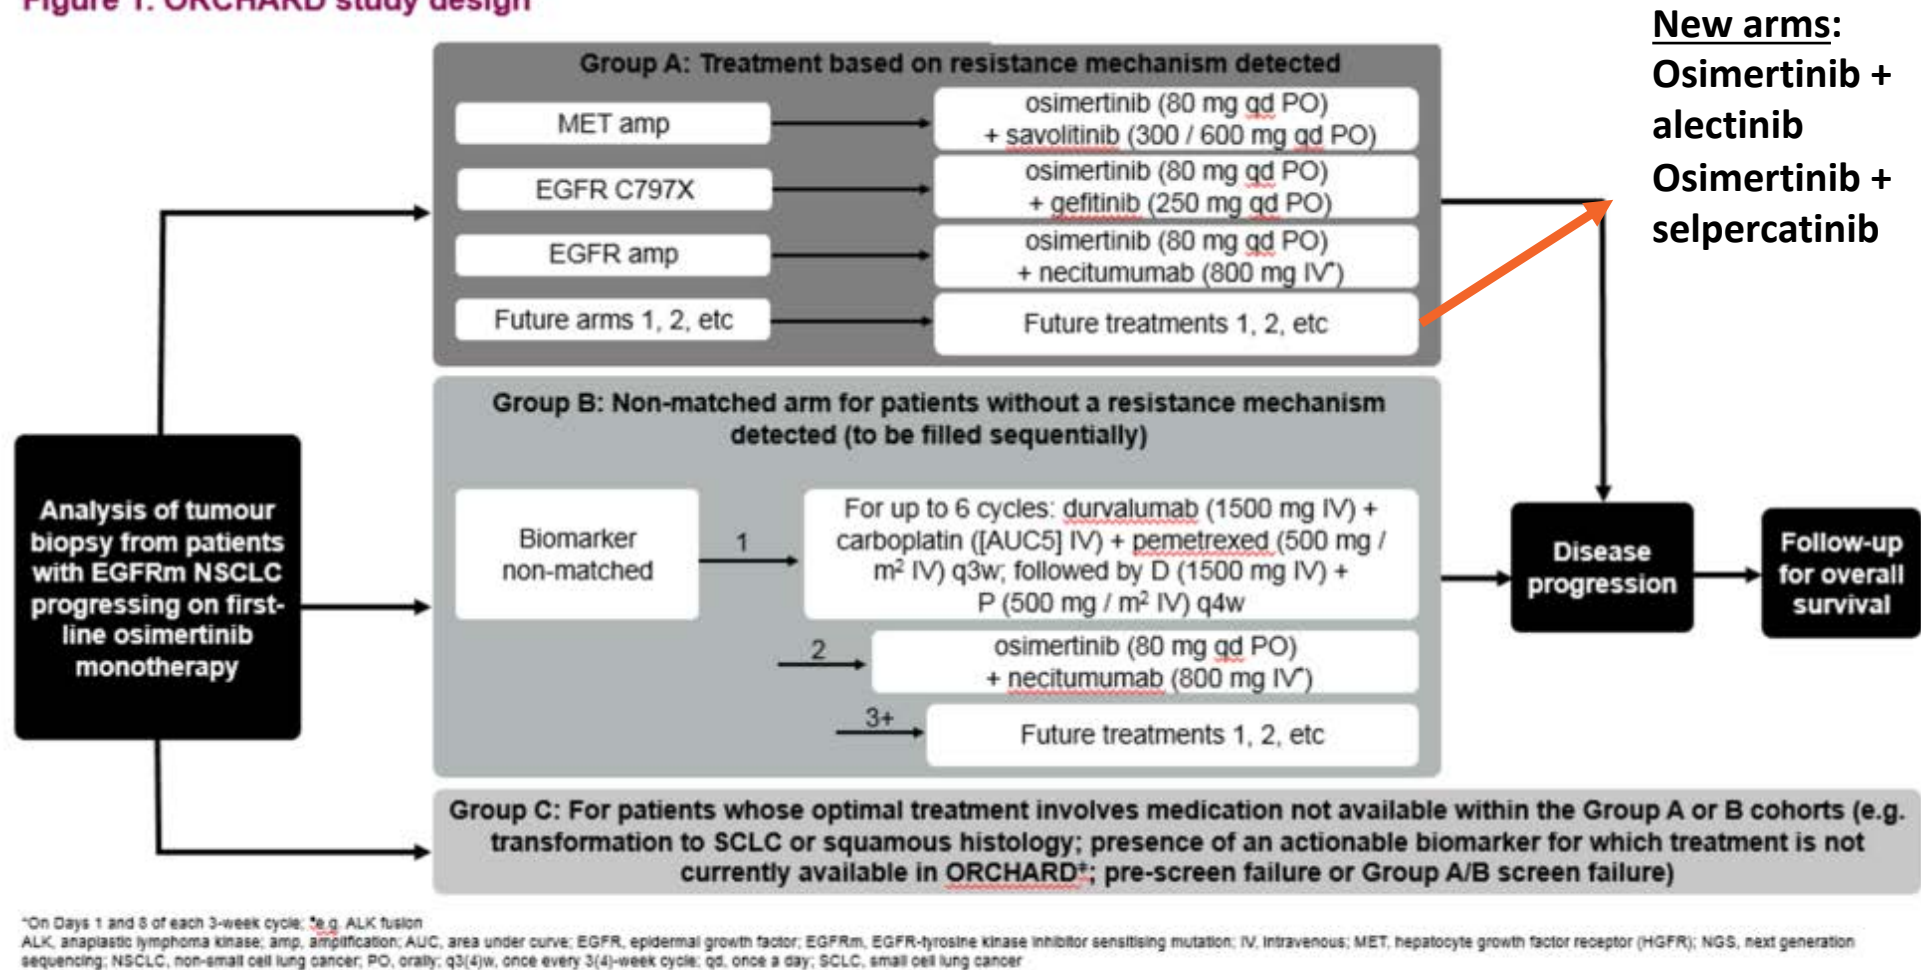 Figure 1. ORCHARD study design
New arms:
Osimertinib +
alectinib
Osimertinib +
selpercatinib
Group A: Treatment based on resistance mechanism detected
MET amp
osimertinib (80 mg qd PO)
+ savolitinib (300 / 600 mg qd PO)
EGFR C797X
osimertinib (80 mg qd PO)
+ gefitinib (250 mg qd PO)
EGFR amp
osimertinib (80 mg qd PO)
+ necitumumab (800 mg IV*)
Future arms 1, 2, etc
Future treatments 1, 2, etc
Group B: Non-matched arm for patients without a resistance mechanism
detected (to be filled sequentially)
Analysis of tumour
biopsy from patients
with EGFRm NSCLC
progressing on first-
line osimertinib
monotherapy
Biomarker
non-matched
1
For up to 6 cycles: durvalumab (1500 mg IV) +
carboplatin ([AUC5] IV) + pemetrexed (500 mg /
m² IV) q3w; followed by D (1500 mg IV) +
P (500 mg / m² IV) q4w
2
osimertinib (80 mg qd PO)
+ necitumumab (800 mg IV*)
3+
Future treatments 1, 2, etc
Disease
progression
Follow-up
for overall
survival
Group C: For patients whose optimal treatment involves medication not available within the Group A or B cohorts (e.g.
transformation to SCLC or squamous histology; presence of an actionable biomarker for which treatment is not
currently available in ORCHARD‡; pre-screen failure or Group A/B screen failure)
*On Days 1 and 8 of each 3-week cycle; ‡e.g. ALK fusion
ALK, anaplastic lymphoma kinase; amp, amplification; AUC, area under curve; EGFR, epidermal growth factor; EGFRm, EGFR-tyrosine kinase inhibitor sensitising mutation; IV, intravenous; MET, hepatocyte growth factor receptor (HGFR); NGS, next generation
sequencing; NSCLC, non-small cell lung cancer; PO, orally; q3(4)w, once every 3(4)-week cycle; qd, once a day; SCLC, small cell lung cancer